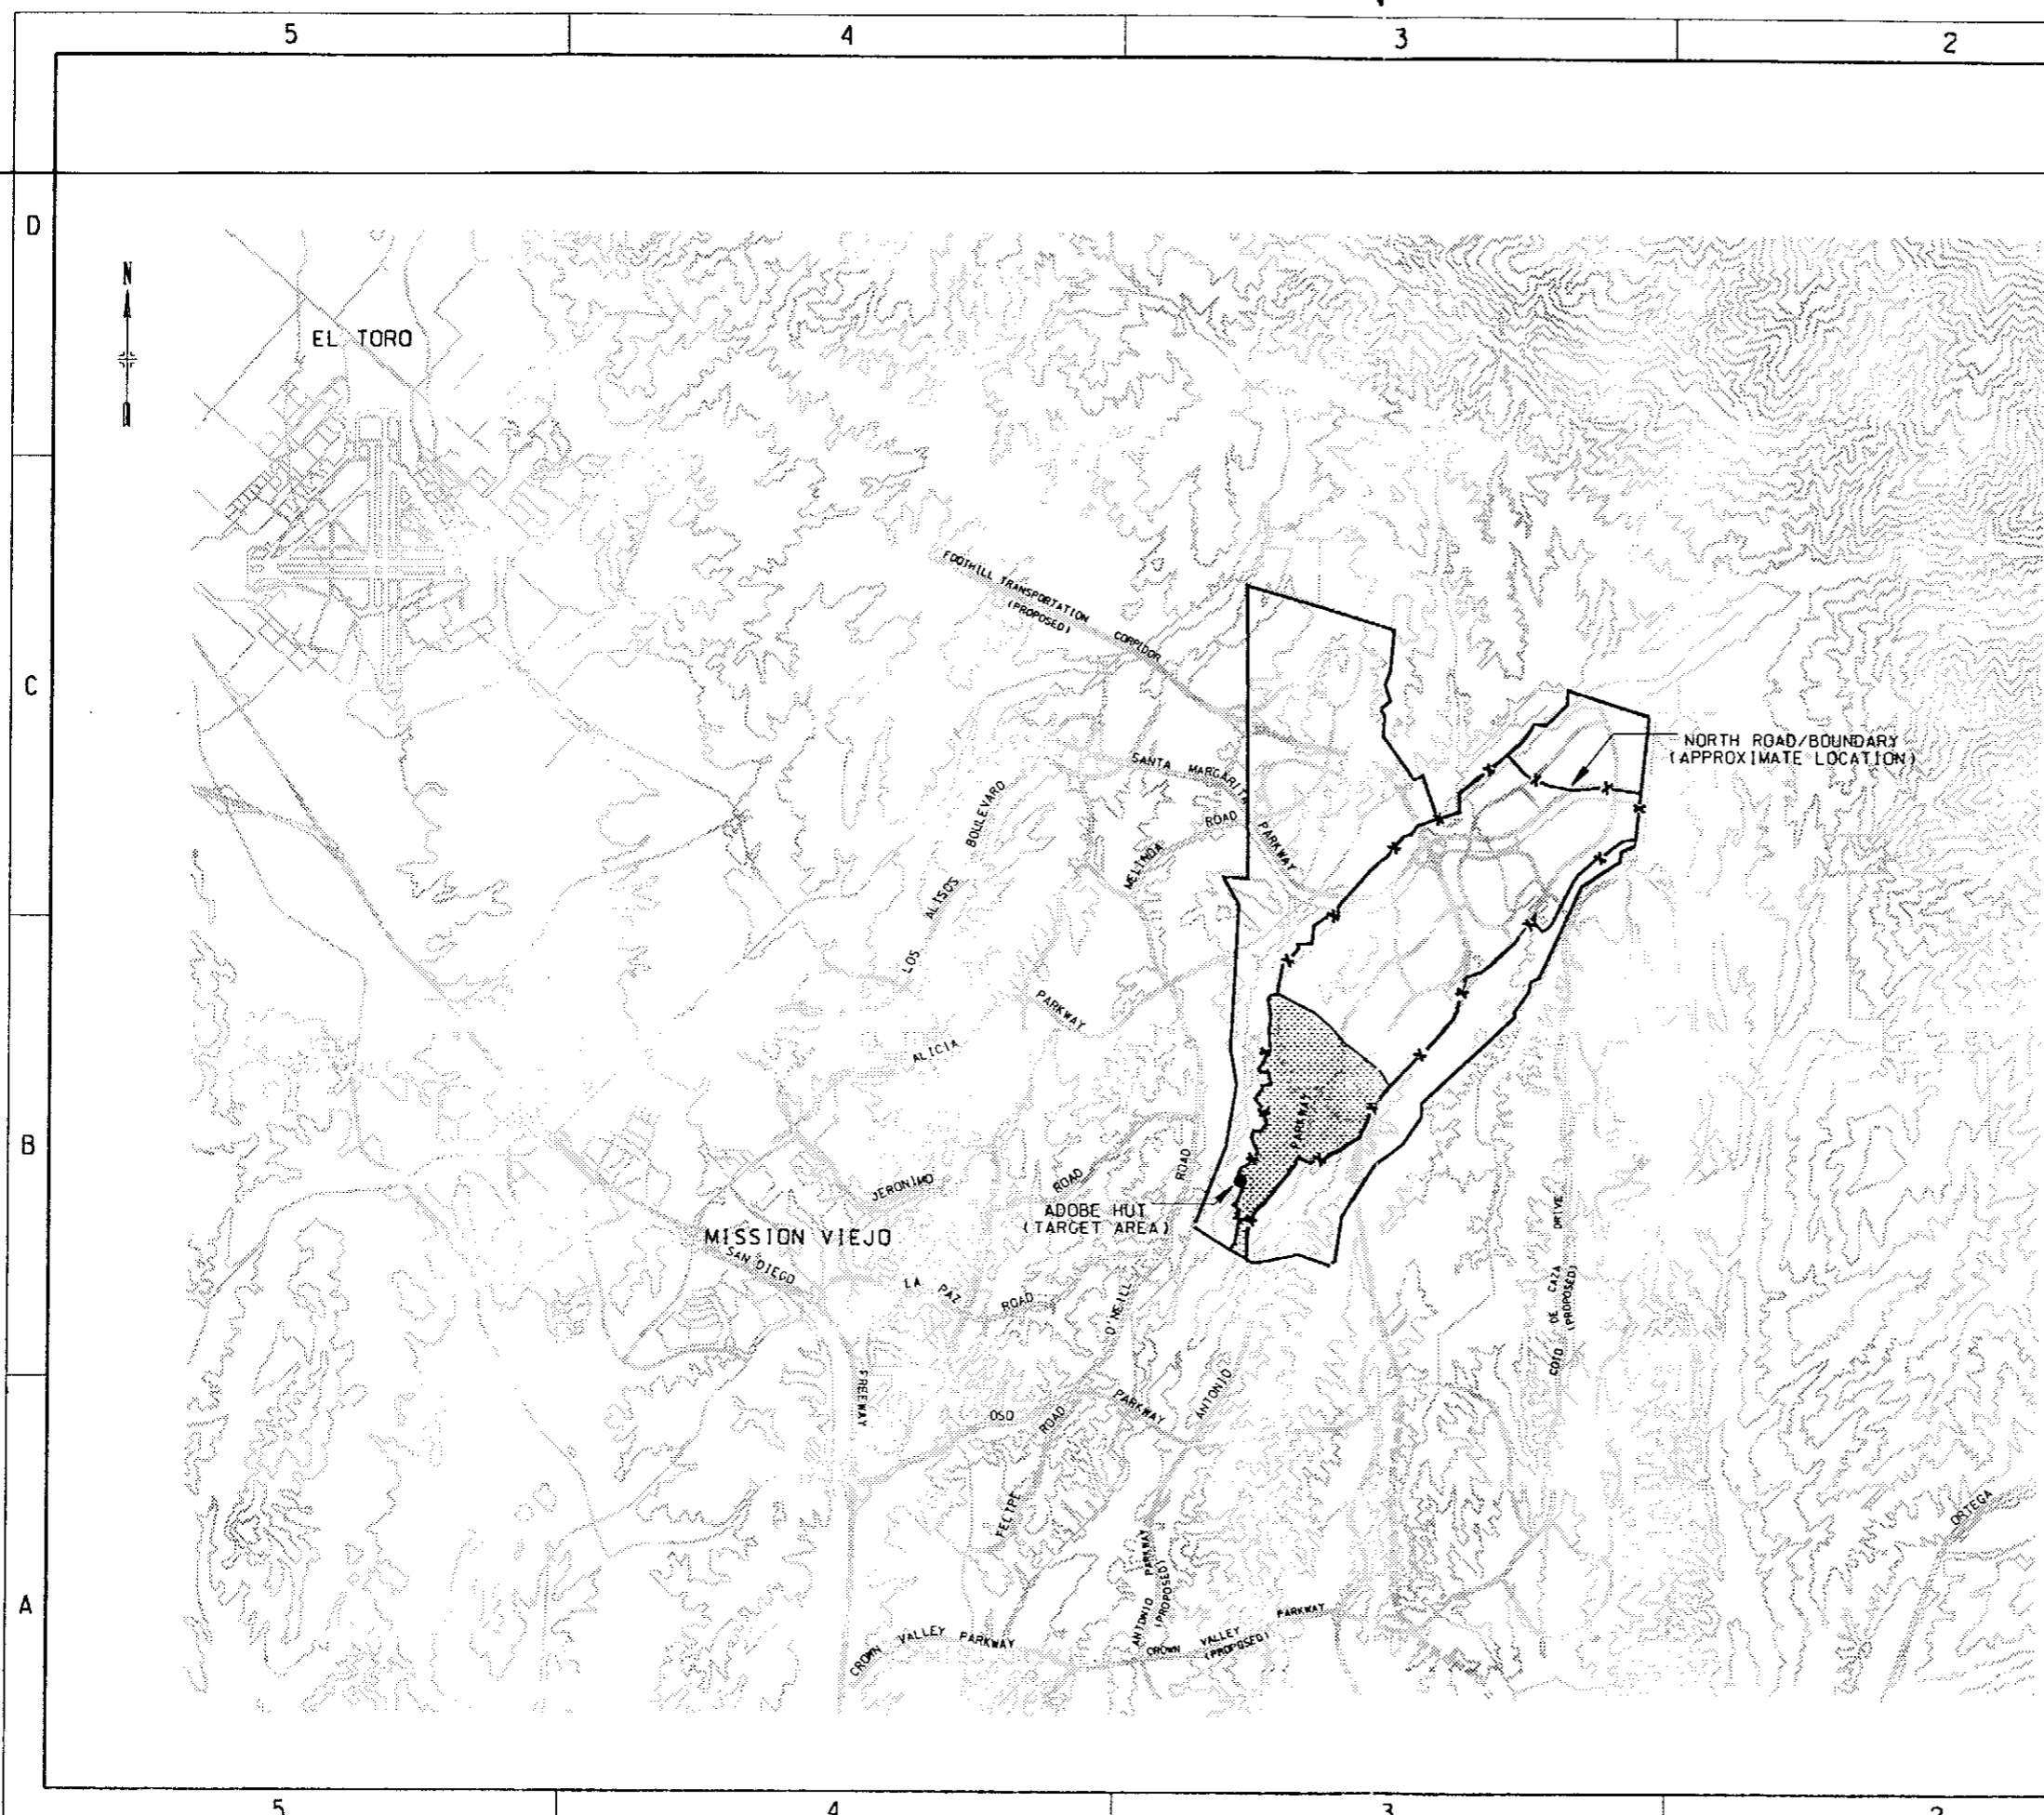 5 4 3 2
D
N
EL TORO
FOOTHILL TRANSPORTATION CORRIDOR
(PROPOSED)
C
NORTH ROAD/BOUNDARY
(APPROXIMATE LOCATION)
SANTA MARGARITA
PARKWAY
LOS ALISOS BOULEVARD
MELINDA ROAD
PARKWAY
ALICIA
B
PARKWAY
JERONIMO
ROAD
ROAD
ADOBE HUT
(TARGET AREA)
MISSION VIEJO
SAN DIEGO
FREEWAY
LA PAZ ROAD
O'NEILL
COTO DE CAZA DRIVE
(PROPOSED)
OSO
ROAD
PARKWAY
ANTONIO
FELIPE
ORTEGA
A
ANTONIO PARKWAY
(PROPOSED)
CROWN VALLEY PARKWAY
CROWN VALLEY PARKWAY
(PROPOSED)
5 4 3 2